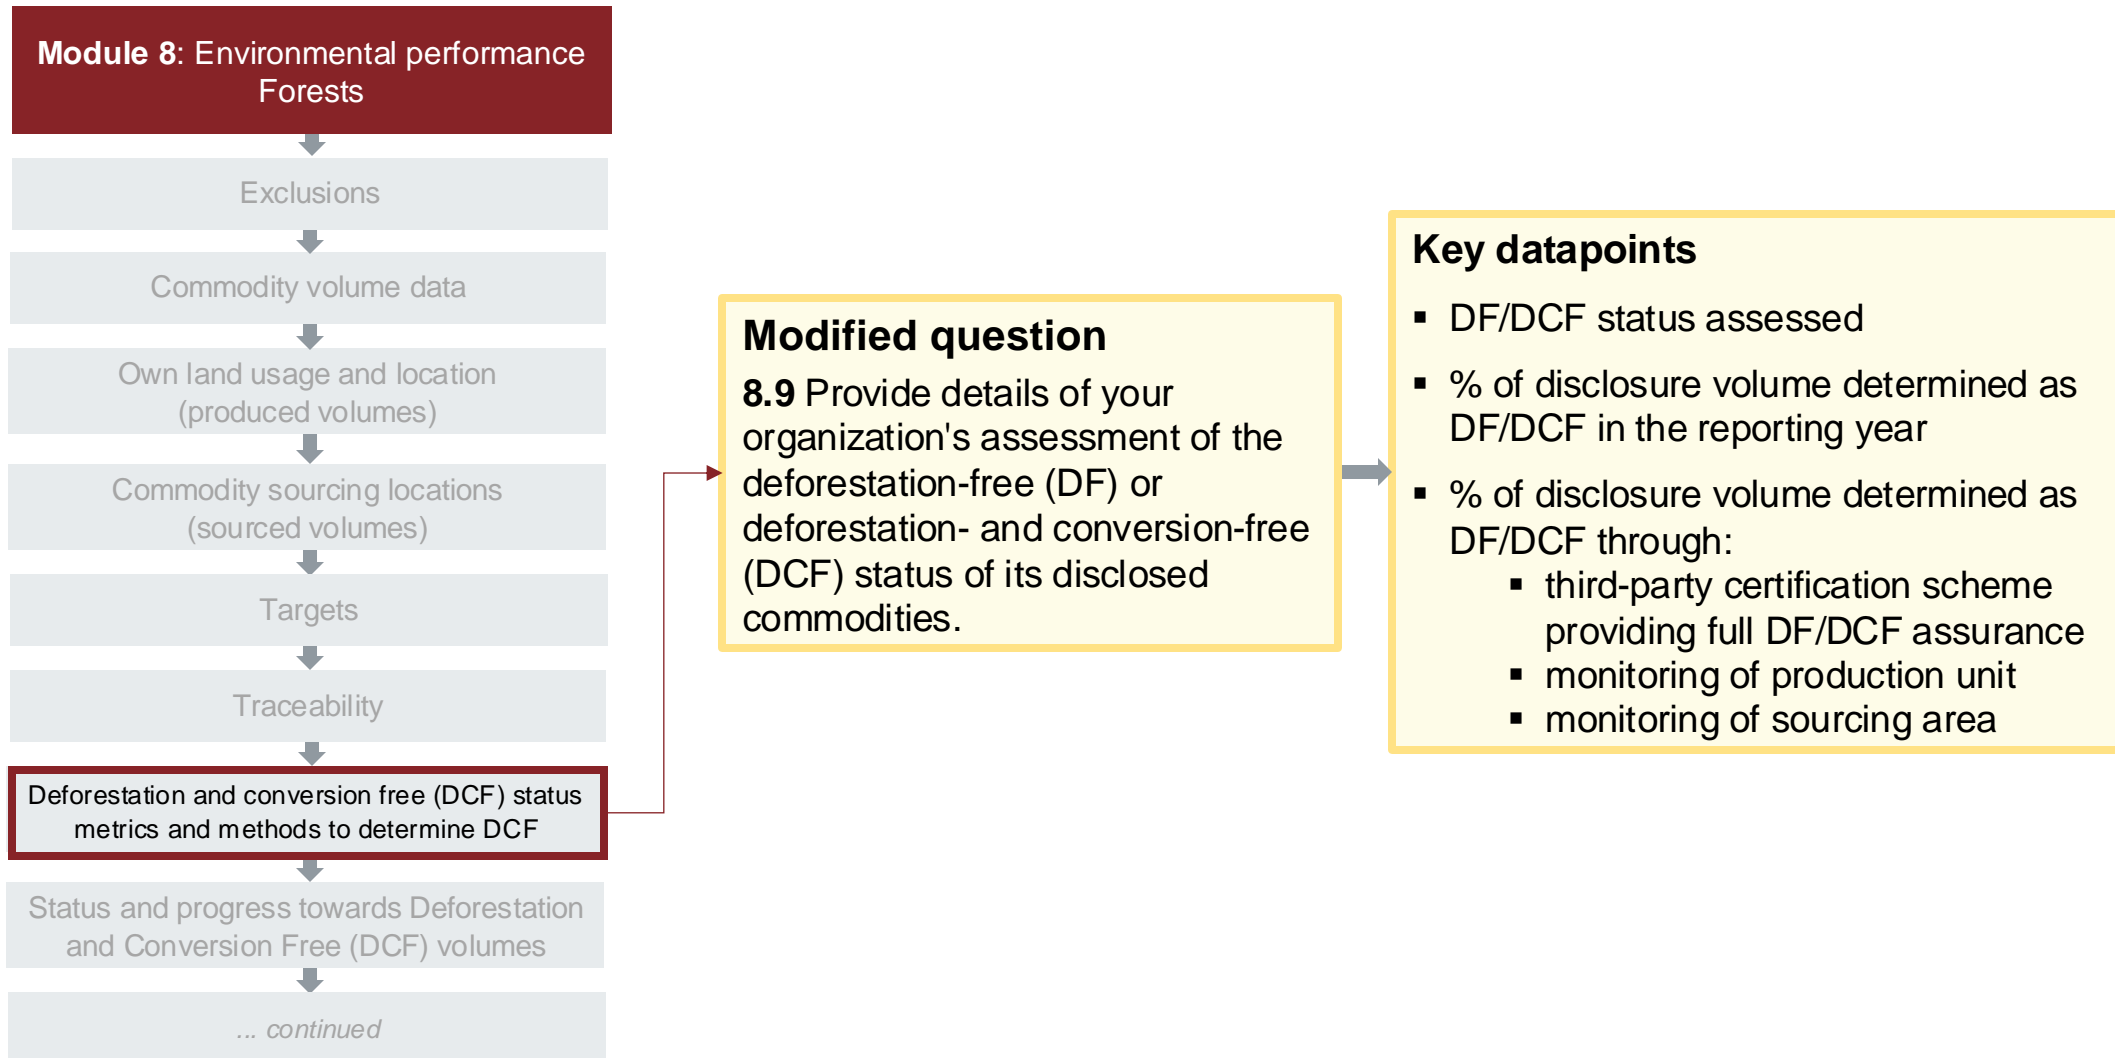 Module 8: Environmental performance
Forests
Exclusions
Commodity volume data
Own land usage and location
(produced volumes)
Commodity sourcing locations
(sourced volumes)
Targets
Traceability
Deforestation and conversion free (DCF) status
metrics and methods to determine DCF
Status and progress towards Deforestation
and Conversion Free (DCF) volumes
... continued
Modified question
8.9 Provide details of your
organization's assessment of the
deforestation-free (DF) or
deforestation- and conversion-free
(DCF) status of its disclosed
commodities.
Key datapoints
▪ DF/DCF status assessed
▪ % of disclosure volume determined as
DF/DCF in the reporting year
▪ % of disclosure volume determined as
DF/DCF through:
▪ third-party certification scheme
providing full DF/DCF assurance
▪ monitoring of production unit
▪ monitoring of sourcing area